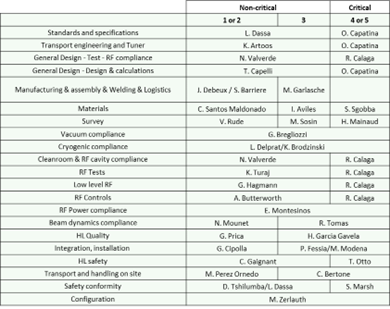 Non-critical Critical
1 or 2 3 4 or 5
Standards and specifications L. Dassa O. Capatina
Transport engineering and Tuner K. Artoos O. Capatina
General Design - Test - RF compliance N. Valverde R. Calaga
General Design - Design & calculations T. Capelli O. Capatina
Manufacturing & assembly & Welding & Logistics J. Debeux / S. Barriere M. Garlasche
Materials C. Santos Maldonado I. Aviles S. Sgobba
Survey V. Rude M. Sosin H. Mainaud
Vacuum compliance G. Bregliozzi
Cryogenic compliance L. Delprat/K. Brodzinski
Cleanroom & RF cavity compliance N. Valverde R. Calaga
RF Tests K. Turaj R. Calaga
Low level RF G. Hagmann R. Calaga
RF Controls A. Butterworth R. Calaga
RF Power compliance E. Montesinos
Beam dynamics compliance N. Mounet R. Tomas
HL Quality G. Prica H. Garcia Gavela
Integration, installation G. Cipolla P. Fessia/M. Modena
HL safety C. Gaignant T. Otto
Transport and handling on site M. Perez Ornedo C. Bertone
Safety conformity D. Tshilumba/L. Dassa S. Marsh
Configuration M. Zerlauth